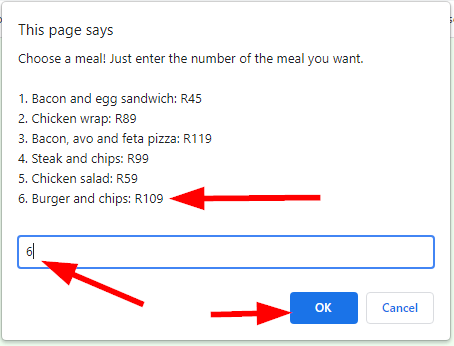 This page says
Choose a meal! Just enter the number of the meal you want.
1. Bacon and egg sandwich: R45
2. Chicken wrap: R89
3. Bacon, avo and feta pizza: R119
4. Steak and chips: R99
5. Chicken salad: R59
6. Burger and chips: R109
6
OK
Cancel